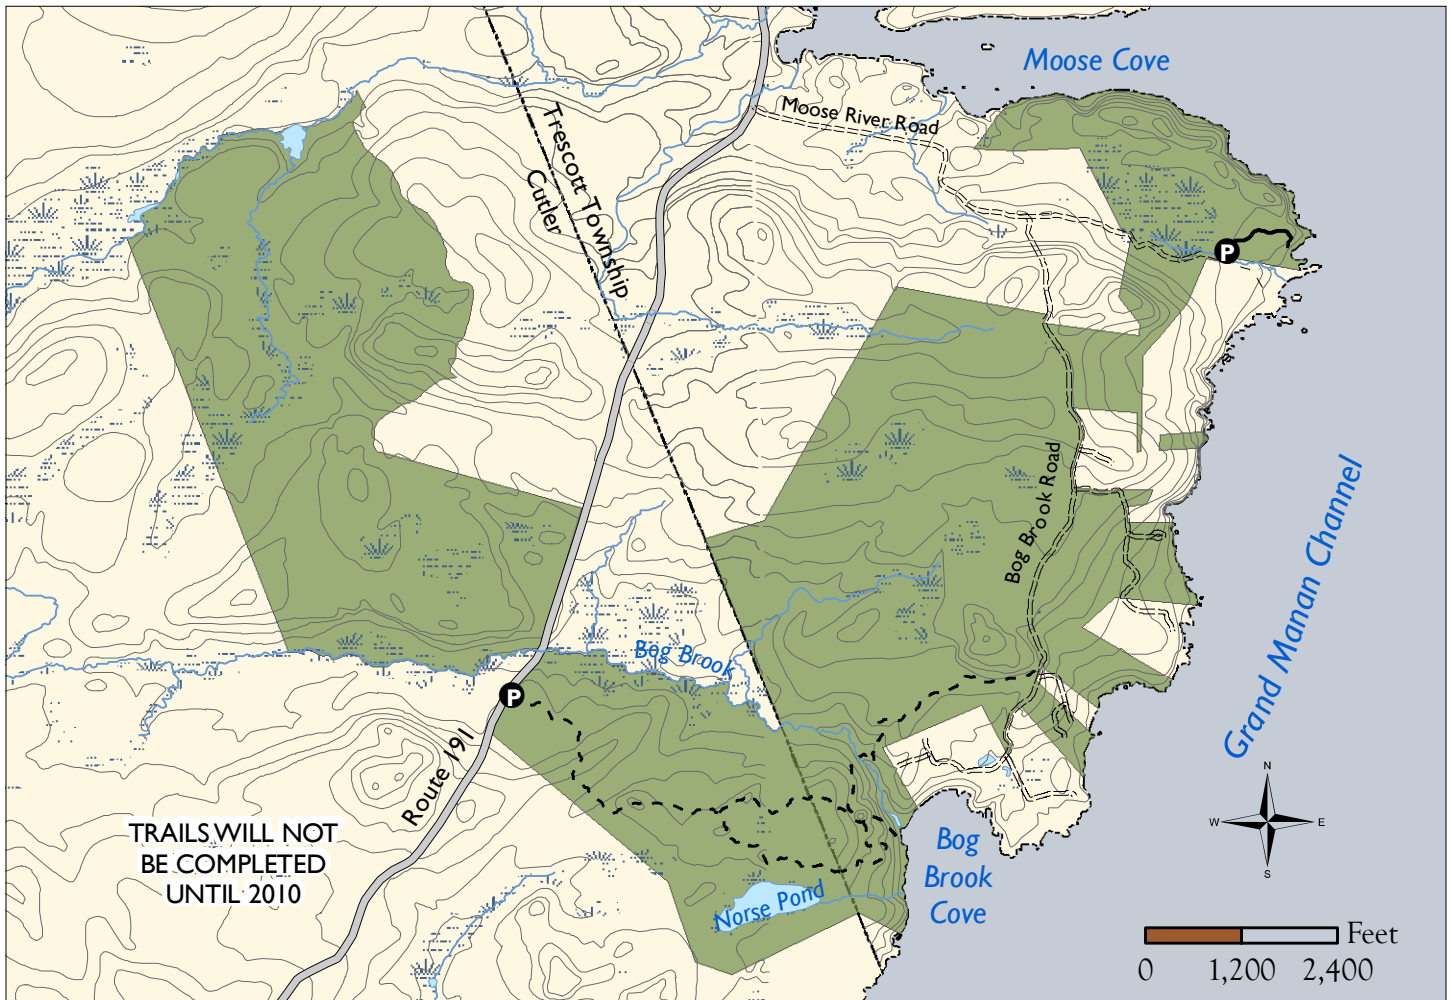 Moose Cove
Moose River Road
Trescott Township
Cutler
P
Bog Brook Road
Grand Manan Channel
Bog Brook
P
Route 191
TRAILS WILL NOT
BE COMPLETED
UNTIL 2010
Norse Pond
Bog
Brook
Cove
N
W E
S
Feet
0 1,200 2,400